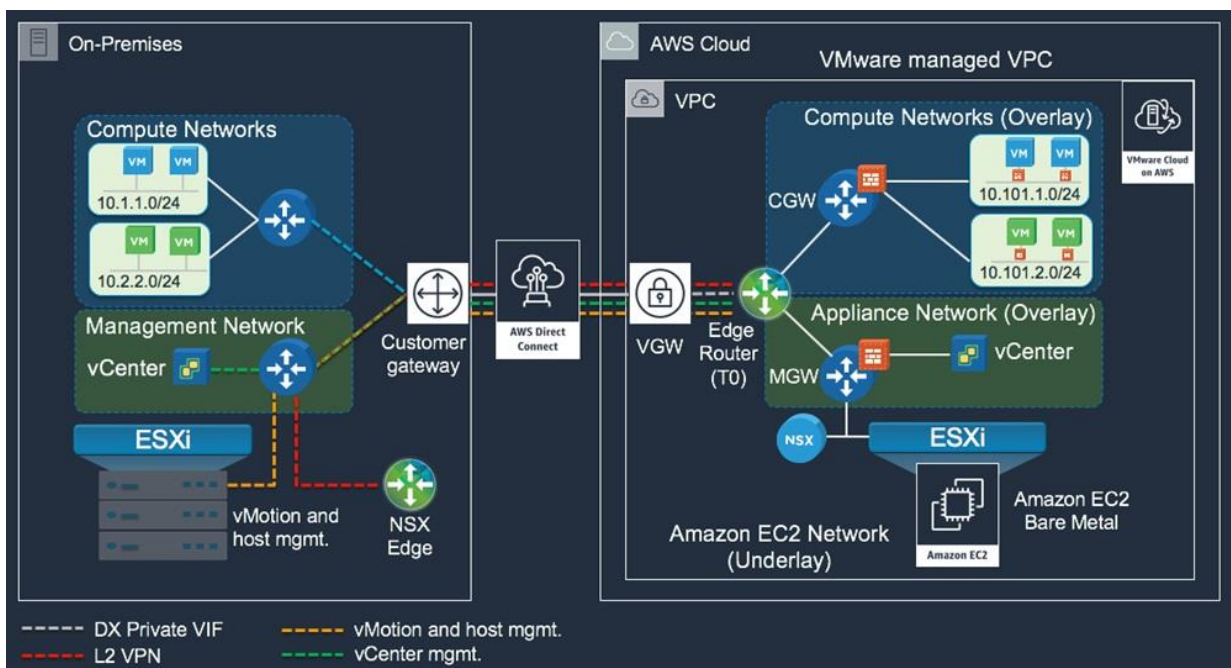 On-Premises
Compute Networks
VM VM
10.1.1.0/24
VM VM
10.2.2.0/24
Management Network
vCenter
ESXi
vMotion and
host mgmt.
NSX
Edge
Customer
gateway
AWS Direct
Connect
AWS Cloud
VMware managed VPC
VPC
VMware Cloud
on AWS
Compute Networks (Overlay)
CGW
VM VM
10.101.1.0/24
VM VM
10.101.2.0/24
VGW
Edge
Router
(T0)
Appliance Network (Overlay)
MGW
vCenter
NSX
ESXi
Amazon EC2
Amazon EC2
Bare Metal
Amazon EC2 Network
(Underlay)
DX Private VIF
L2 VPN
vMotion and host mgmt.
vCenter mgmt.